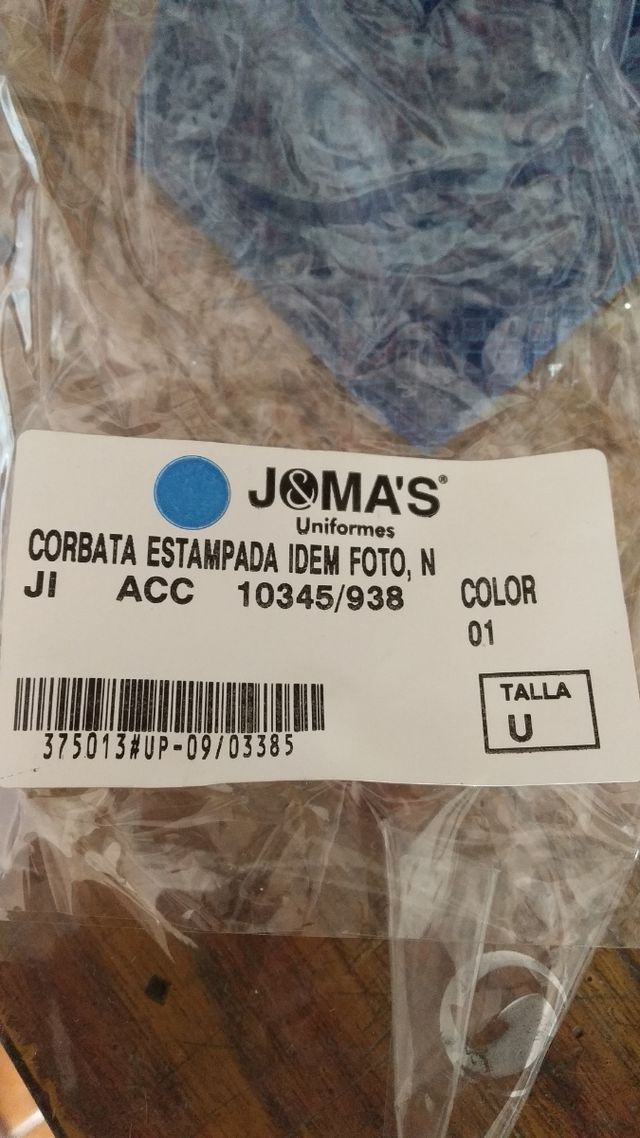 J&MA'S®
Uniformes
CORBATA ESTAMPADA IDEM FOTO, N
JI ACC 10345/938 COLOR
01
TALLA
U
375013#UP-09/03385